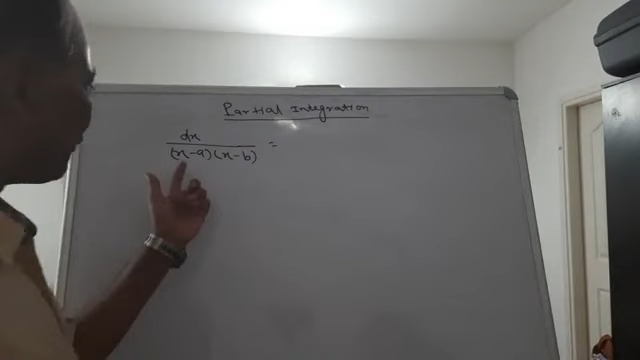 Partial Integration
dx
(x-a)(x-b) =